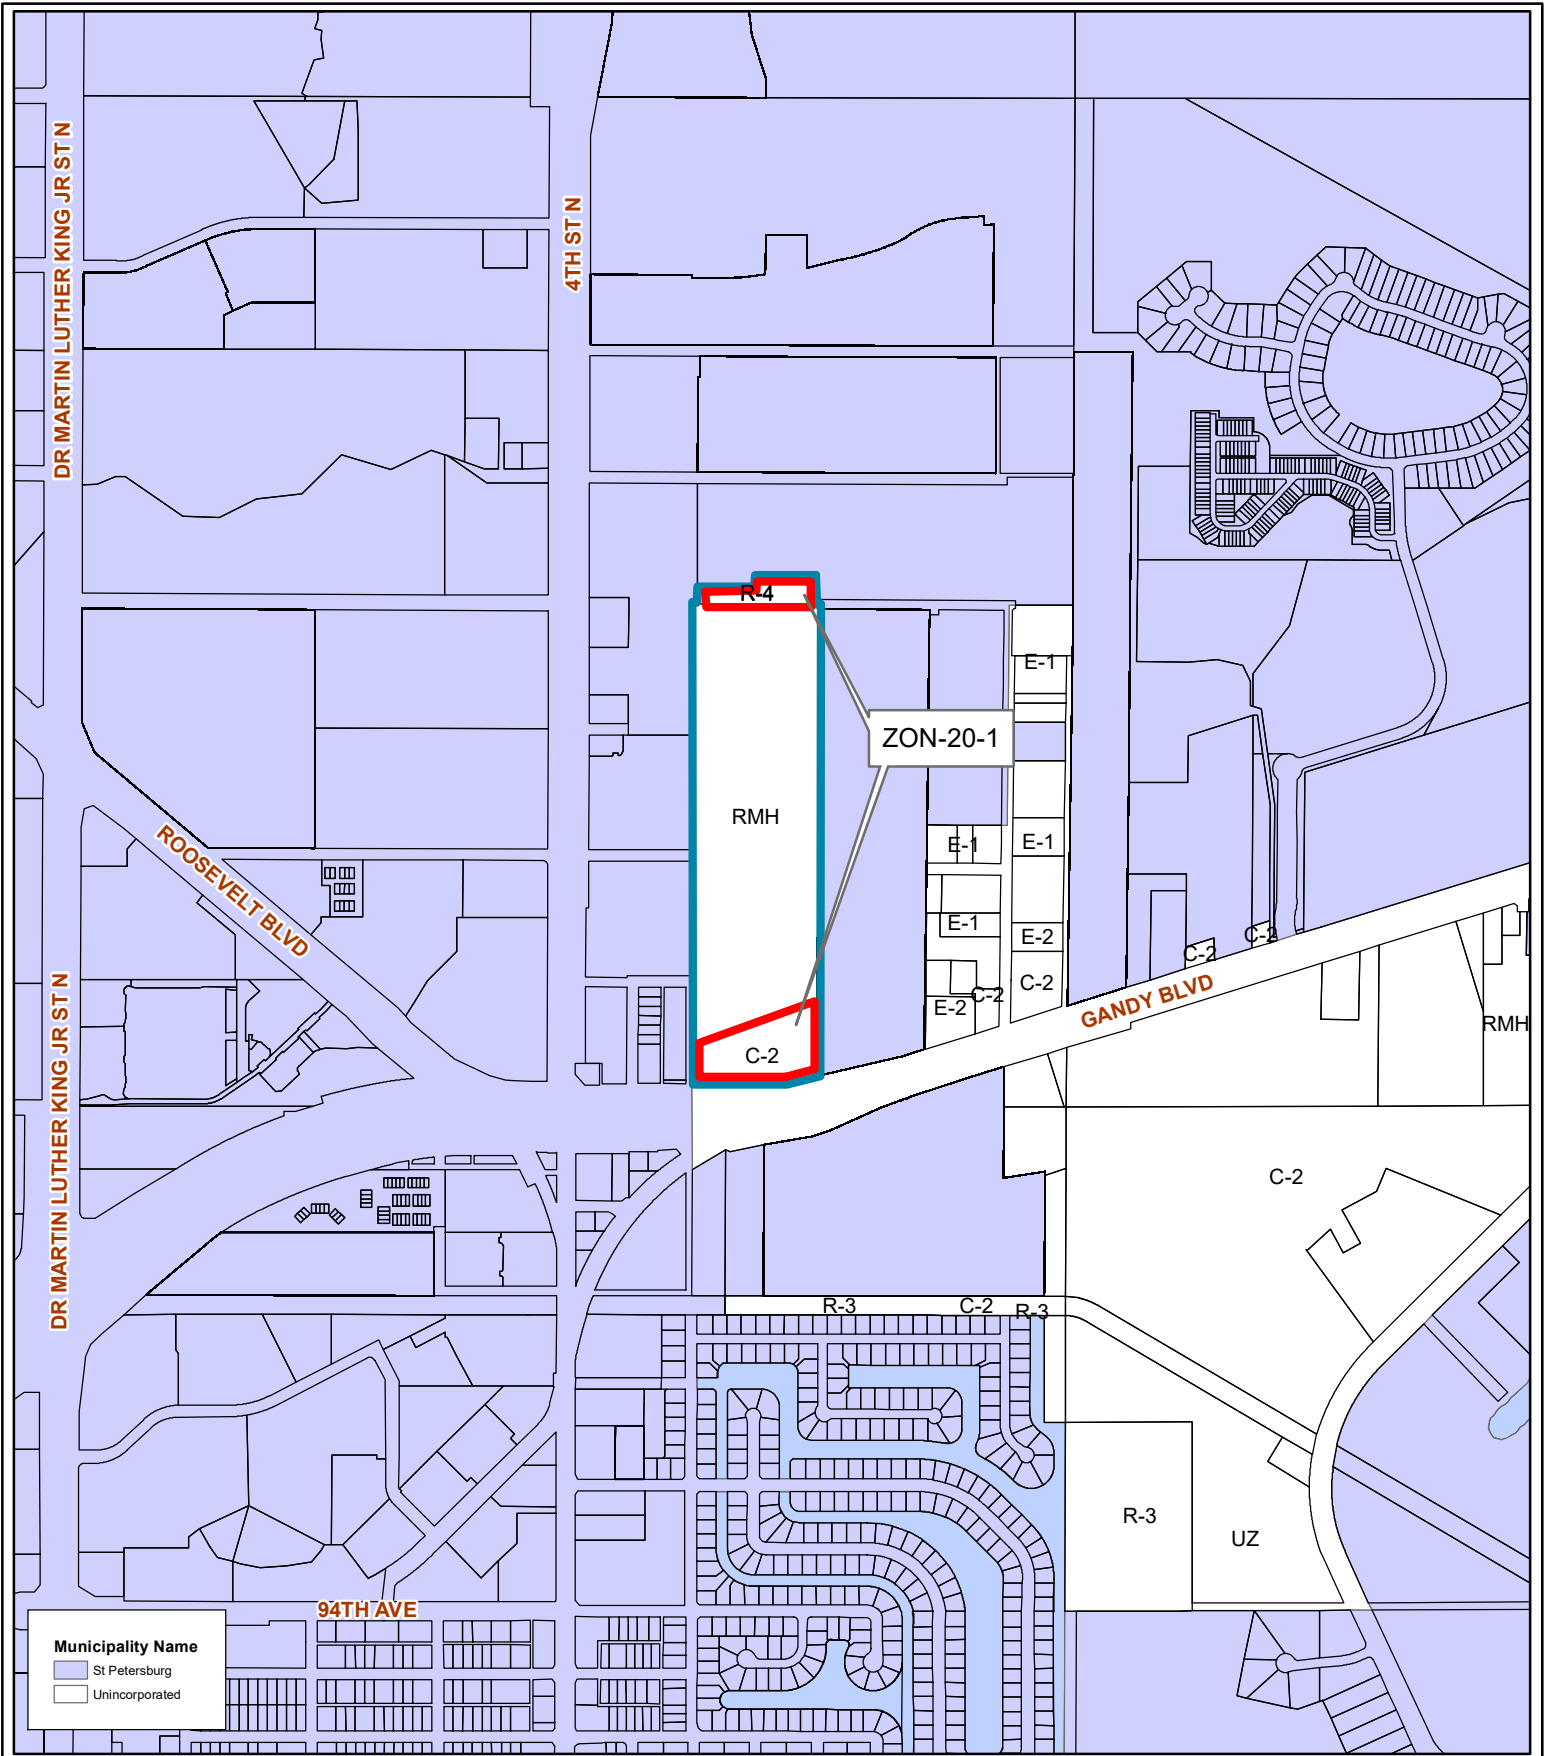 DR MARTIN LUTHER KING JR ST N
4TH ST N
R-4
E-1
ZON-20-1
RMH
E-1
E-1
ROOSEVELT BLVD
E-1
E-2
C-2
C-2
C-2
C-2
E-2
GANDY BLVD
RMH
C-2
DR MARTIN LUTHER KING JR ST N
C-2
R-3
C-2
R-3
R-3
UZ
94TH AVE
Municipality Name
St Petersburg
Unincorporated